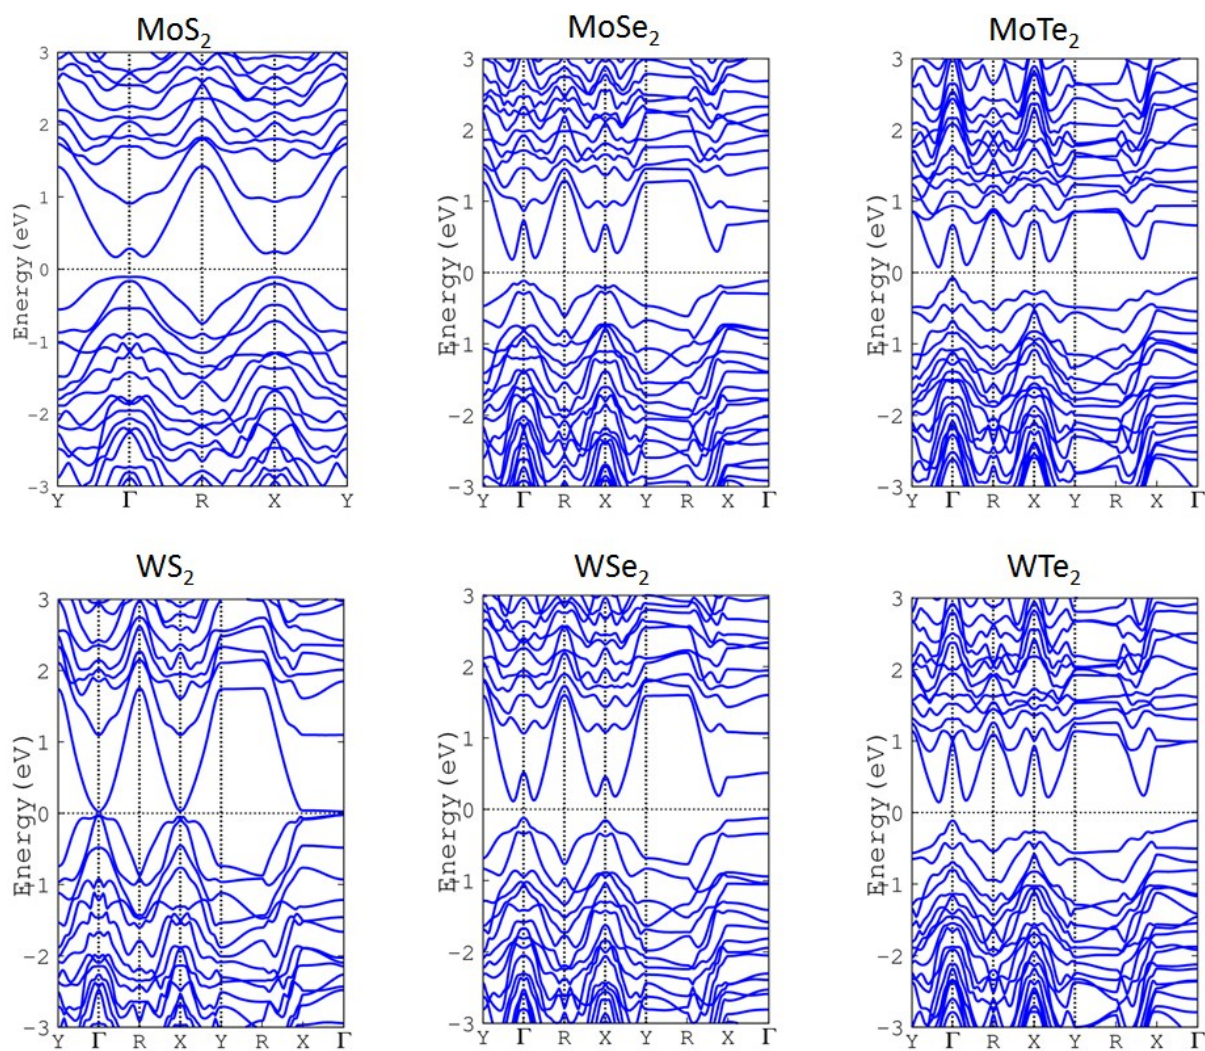 MoS2
MoSe2
MoTe2
Energy (eV)
3
2
1
0
-1
-2
-3
Y Γ R X Y
Energy (eV)
3
2
1
0
-1
-2
-3
Y Γ R X Y R X Γ
Energy (eV)
3
2
1
0
-1
-2
-3
Y Γ R X Y R X Γ
WS2
WSe2
WTe2
Energy (eV)
3
2
1
0
-1
-2
-3
Y Γ R X Y R X Γ
Energy (eV)
3
2
1
0
-1
-2
-3
Y Γ R X Y R X Γ
Energy (eV)
3
2
1
0
-1
-2
-3
Y Γ R X Y R X Γ